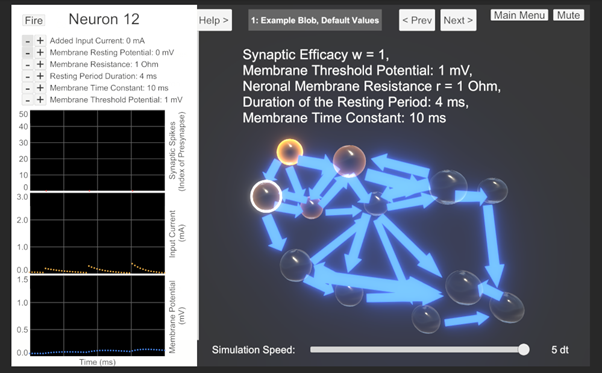 Fire
Neuron 12
Help >
1: Example Blob, Default Values
< Prev
Next >
Main Menu
Mute
- + Added Input Current: 0 mA
- + Membrane Resting Potential: 0 mV
- + Membrane Resistance: 1 Ohm
- + Resting Period Duration: 4 ms
- + Membrane Time Constant: 10 ms
- + Membrane Threshold Potential: 1 mV
Synaptic Efficacy w = 1,
Membrane Threshold Potential: 1 mV,
Neronal Membrane Resistance r = 1 Ohm,
Duration of the Resting Period: 4 ms,
Membrane Time Constant: 10 ms
50
40
30
20
10
0
Synaptic Spikes
(Index of Presynapse)
3.0
2.0
1.0
0.0
Input Current
(mA)
1.5
1.0
0.5
0.0
Membrane Potential
(mV)
Time (ms)
Simulation Speed:
5 dt